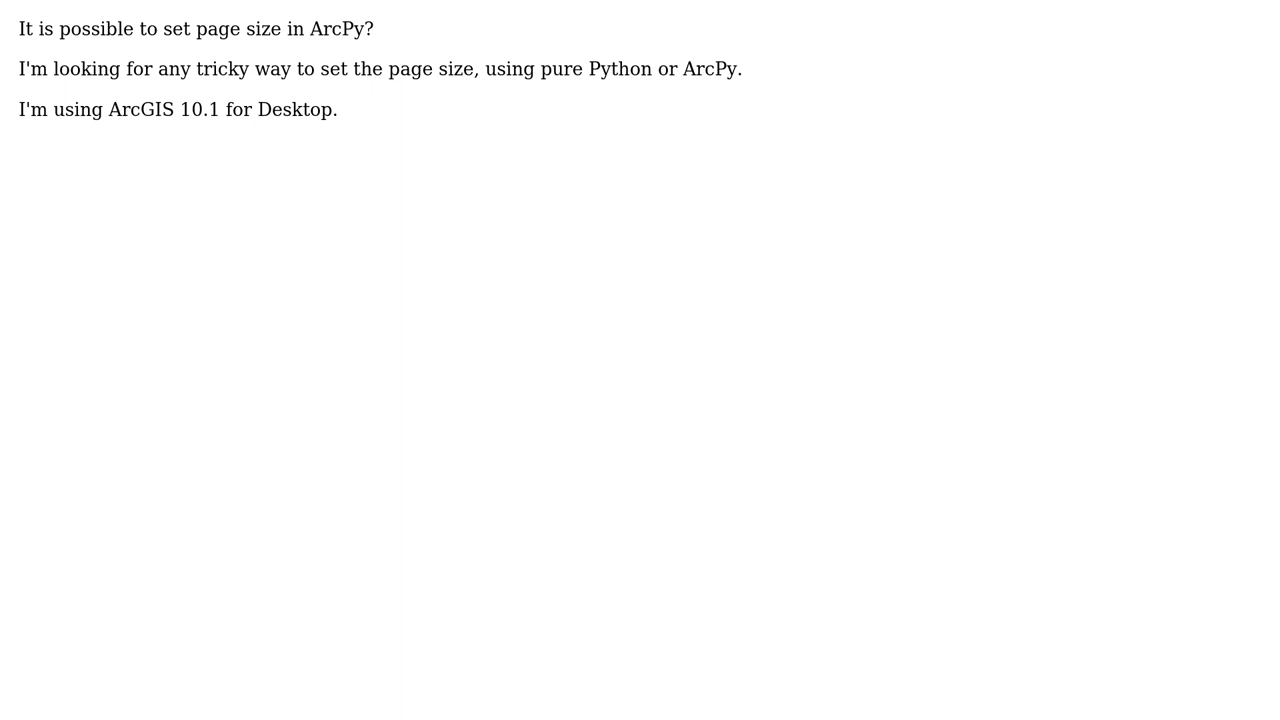 It is possible to set page size in ArcPy?
I'm looking for any tricky way to set the page size, using pure Python or ArcPy.
I'm using ArcGIS 10.1 for Desktop.